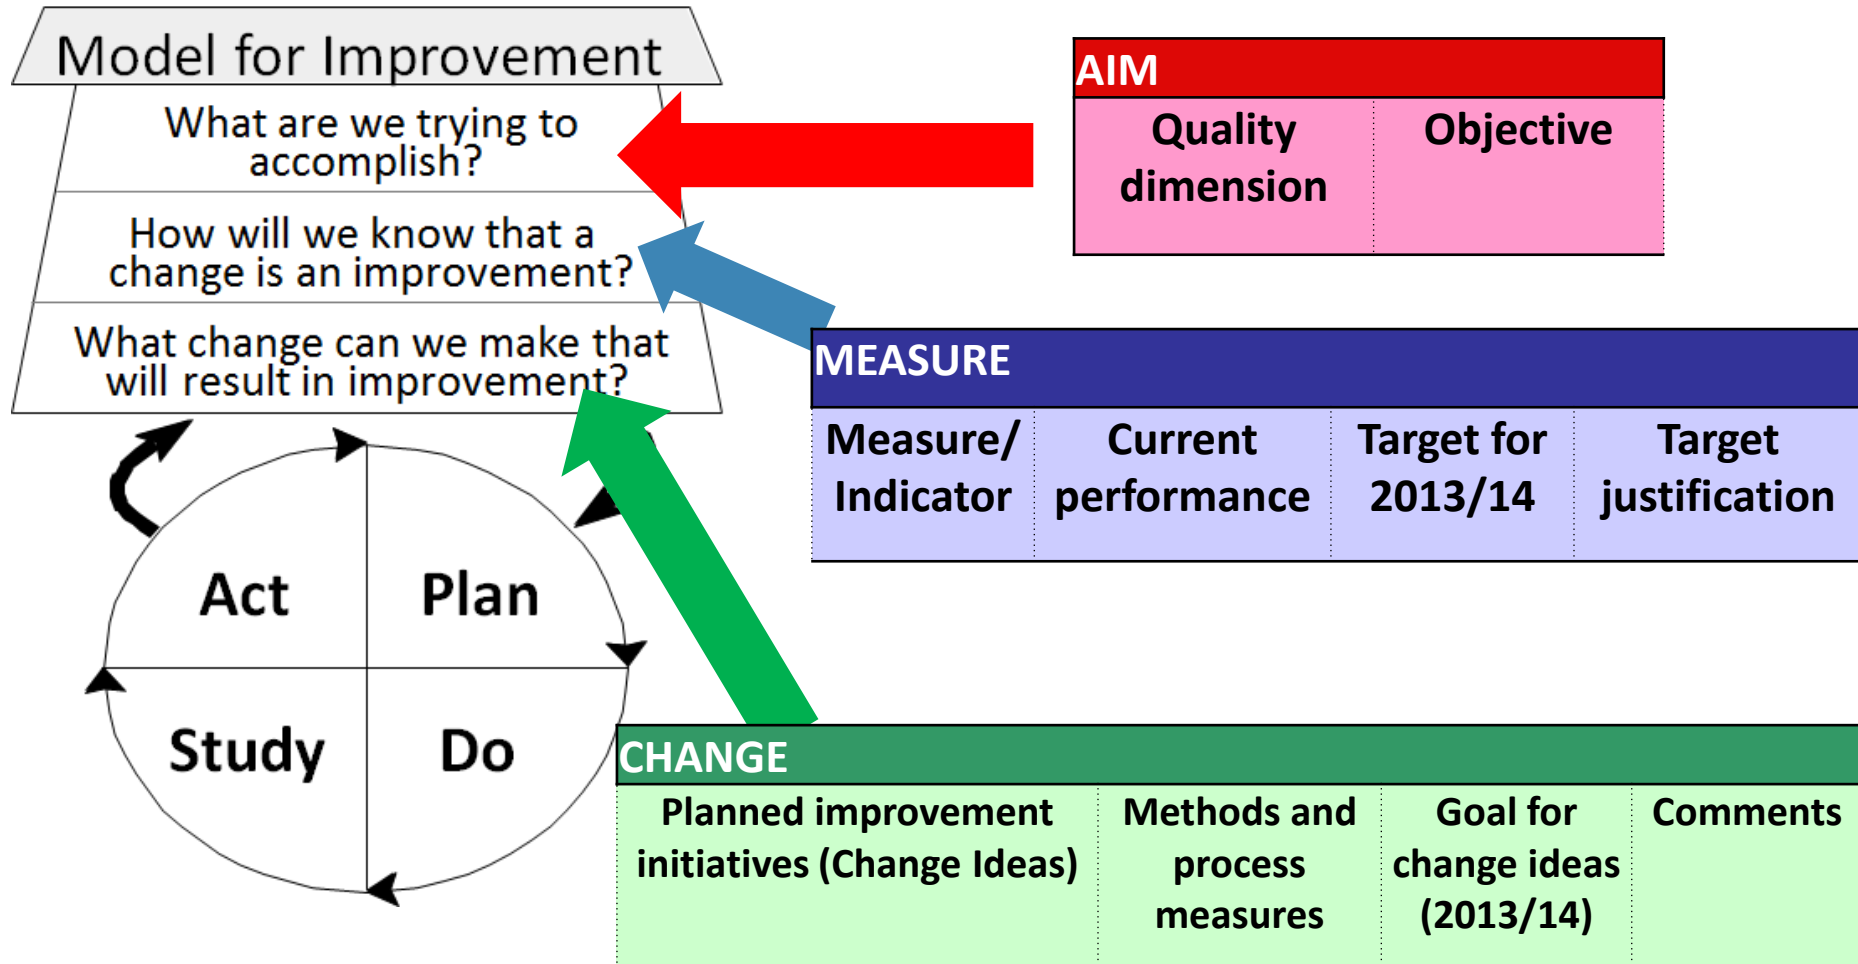 Model for Improvement
What are we trying to
accomplish?
How will we know that a
change is an improvement?
What change can we make that
will result in improvement?
Act
Plan
Study
Do
AIM
Quality
dimension
Objective
MEASURE
Measure/
Indicator
Current
performance
Target for
2013/14
Target
justification
CHANGE
Planned improvement
initiatives (Change Ideas)
Methods and
process
measures
Goal for
change ideas
(2013/14)
Comments